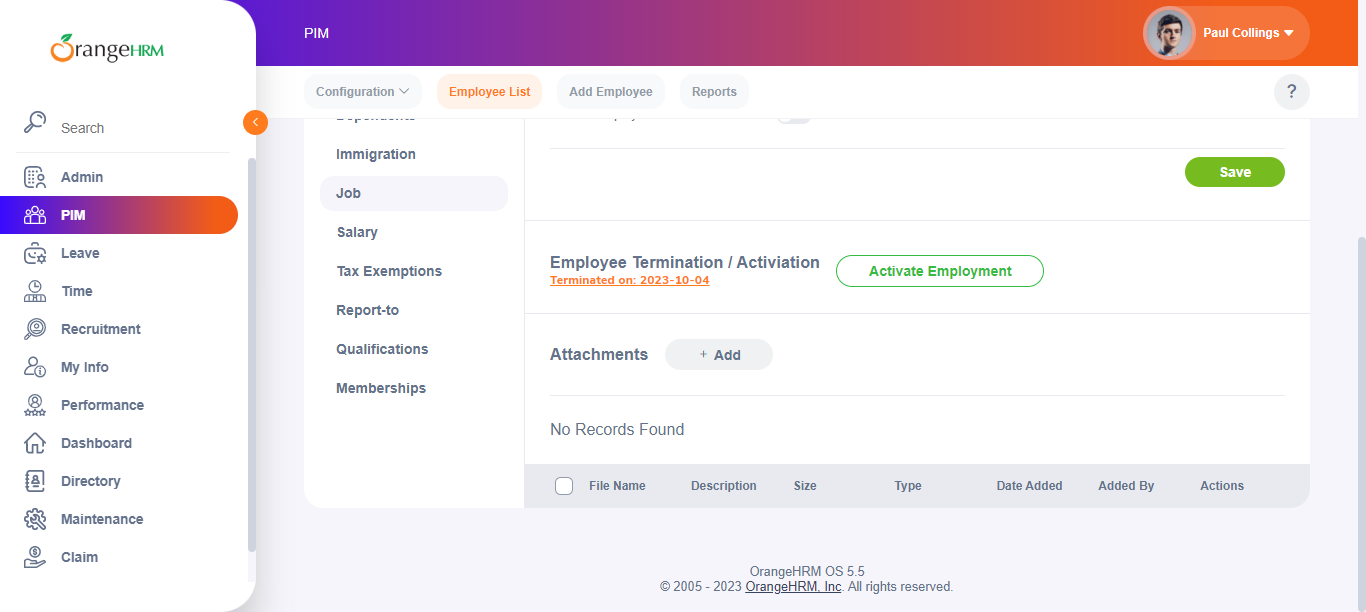 OrangeHRM
PIM
Paul Collings
Configuration
Employee List
Add Employee
Reports
?
Search
Admin
PIM
Leave
Time
Recruitment
My Info
Performance
Dashboard
Directory
Maintenance
Claim
Immigration
Job
Salary
Tax Exemptions
Report-to
Qualifications
Memberships
Save
Employee Termination / Activiation
Terminated on: 2023-10-04
Activate Employment
Attachments
+ Add
No Records Found
File Name Description Size Type Date Added Added By Actions
OrangeHRM OS 5.5
© 2005 - 2023 OrangeHRM, Inc. All rights reserved.